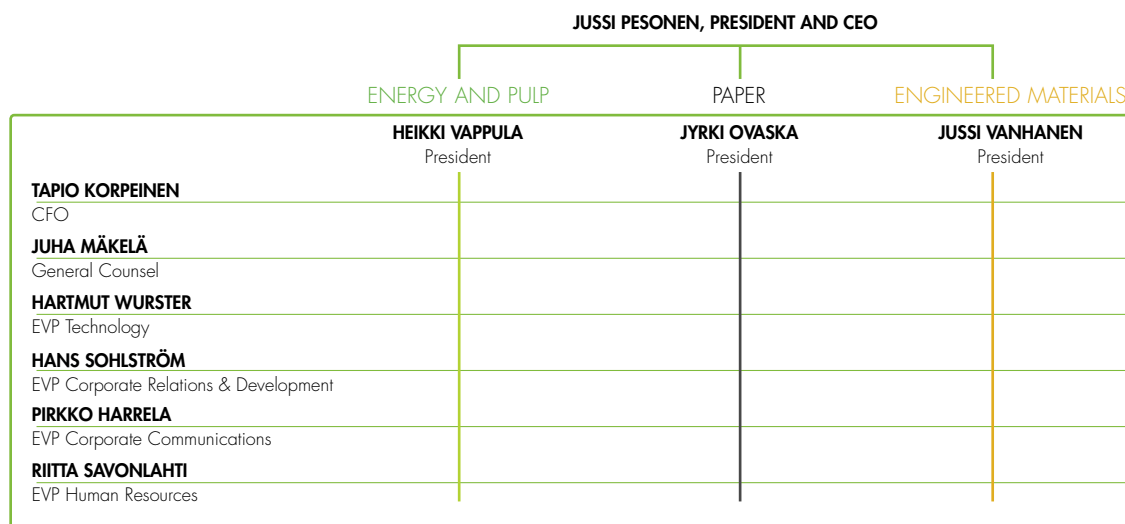 JUSSI PESONEN, PRESIDENT AND CEO
ENERGY AND PULP
PAPER
ENGINEERED MATERIALS
HEIKKI VAPPULA
President
JYRKI OVASKA
President
JUSSI VANHANEN
President
TAPIO KORPEINEN
CFO
JUHA MÄKELÄ
General Counsel
HARTMUT WURSTER
EVP Technology
HANS SOHLSTRÖM
EVP Corporate Relations & Development
PIRKKO HARRELA
EVP Corporate Communications
RIITTA SAVONLAHTI
EVP Human Resources